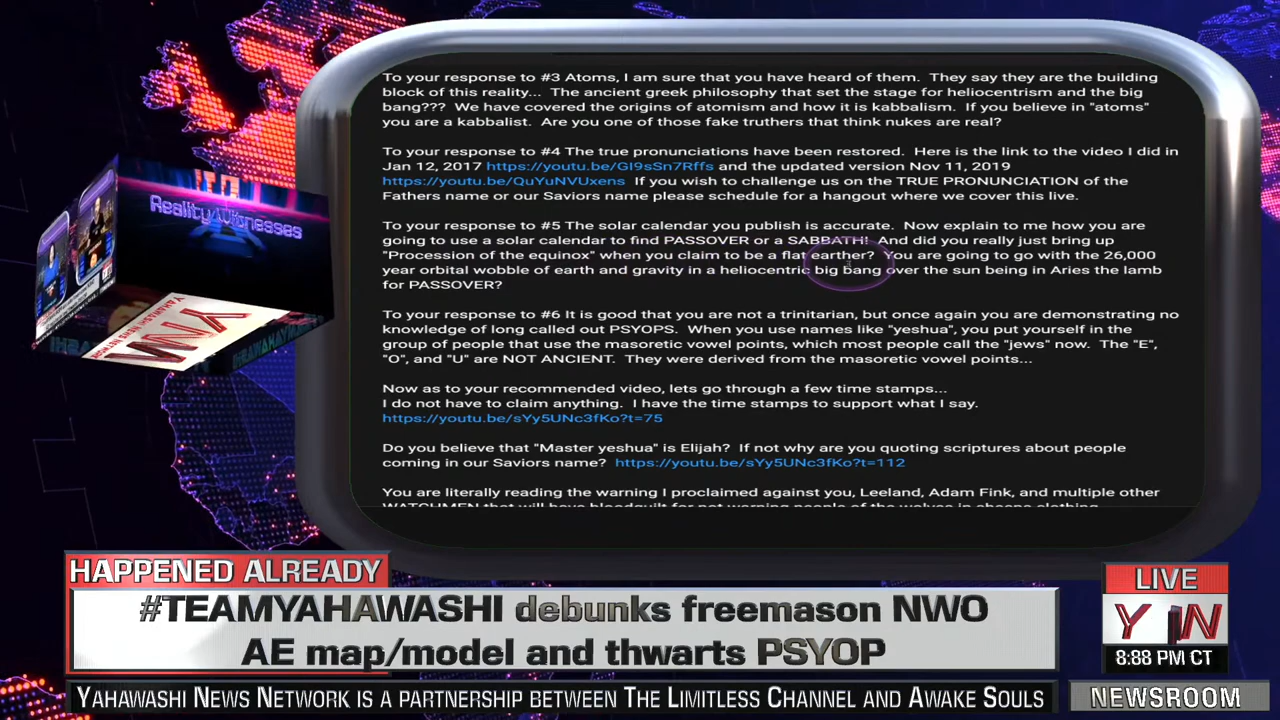 To your response to #3 Atoms, I am sure that you have heard of them.  They say they are the building
block of this reality...  The ancient greek philosophy that set the stage for heliocentrism and the big
bang???  We have covered the origins of atomism and how it is kabbalism.  If you believe in "atoms"
you are a kabbalist.  Are you one of those fake truthers that think nukes are real?
To your response to #4 The true pronunciations have been restored.  Here is the link to the video I did in
Jan 12, 2017 https://youtu.be/GI9sSn7Rffs and the updated version Nov 11, 2019
https://youtu.be/QuYuNVUxens  If you wish to challenge us on the TRUE PRONUNCIATION of the
Fathers name or our Saviors name please schedule for a hangout where we cover this live.
To your response to #5 The solar calendar you publish is accurate.  Now explain to me how you are
going to use a solar calendar to find PASSOVER or a SABBATH!  And did you really just bring up
"Procession of the equinox" when you claim to be a flat earther?  You are going to go with the 26,000
year orbital wobble of earth and gravity in a heliocentric big bang over the sun being in Aries the lamb
for PASSOVER?
To your response to #6 It is good that you are not a trinitarian, but once again you are demonstrating no
knowledge of long called out PSYOPS.  When you use names like "yeshua", you put yourself in the
group of people that use the masoretic vowel points, which most people call the "jews" now.  The "E",
"O", and "U" are NOT ANCIENT.  They were derived from the masoretic vowel points...
Now as to your recommended video, lets go through a few time stamps...
I do not have to claim anything.  I have the time stamps to support what I say.
https://youtu.be/sYy5UNc3fKo?t=75
Do you believe that "Master yeshua" is Elijah?  If not why are you quoting scriptures about people
coming in our Saviors name?  https://youtu.be/sYy5UNc3fKo?t=112
You are literally reading the warning I proclaimed against you, Leeland, Adam Fink, and multiple other
WATCHMEN that will have bloodguilt for not warning people of the wolves in sheeps clothing
Reality Witnesses
YNN
HAPPENED ALREADY
#TEAMYAHAWASHI debunks freemason NWO
AE map/model and thwarts PSYOP
LIVE
YNN
8:88 PM CT
YAHAWASHI NEWS NETWORK IS A PARTNERSHIP BETWEEN THE LIMITLESS CHANNEL AND AWAKE SOULS
NEWSROOM